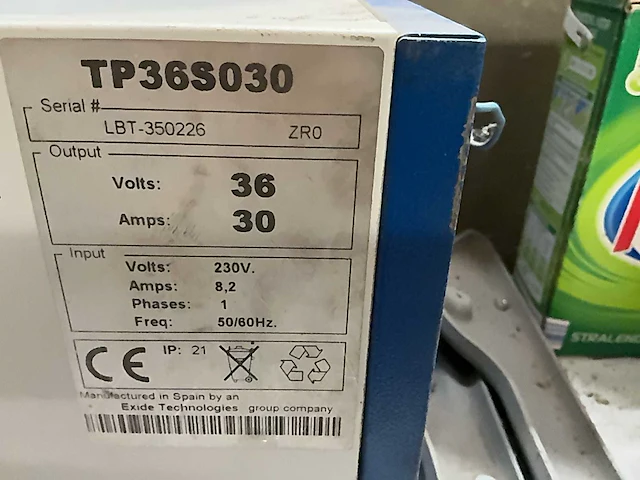 TP36S030
Serial #
LBT-350226 ZR0
Output
Volts: 36
Amps: 30
Input
Volts: 230V.
Amps: 8,2
Phases: 1
Freq: 50/60Hz.
CE IP: 21
Manufactured in Spain by an
Exide Technologies group company
STRALEND